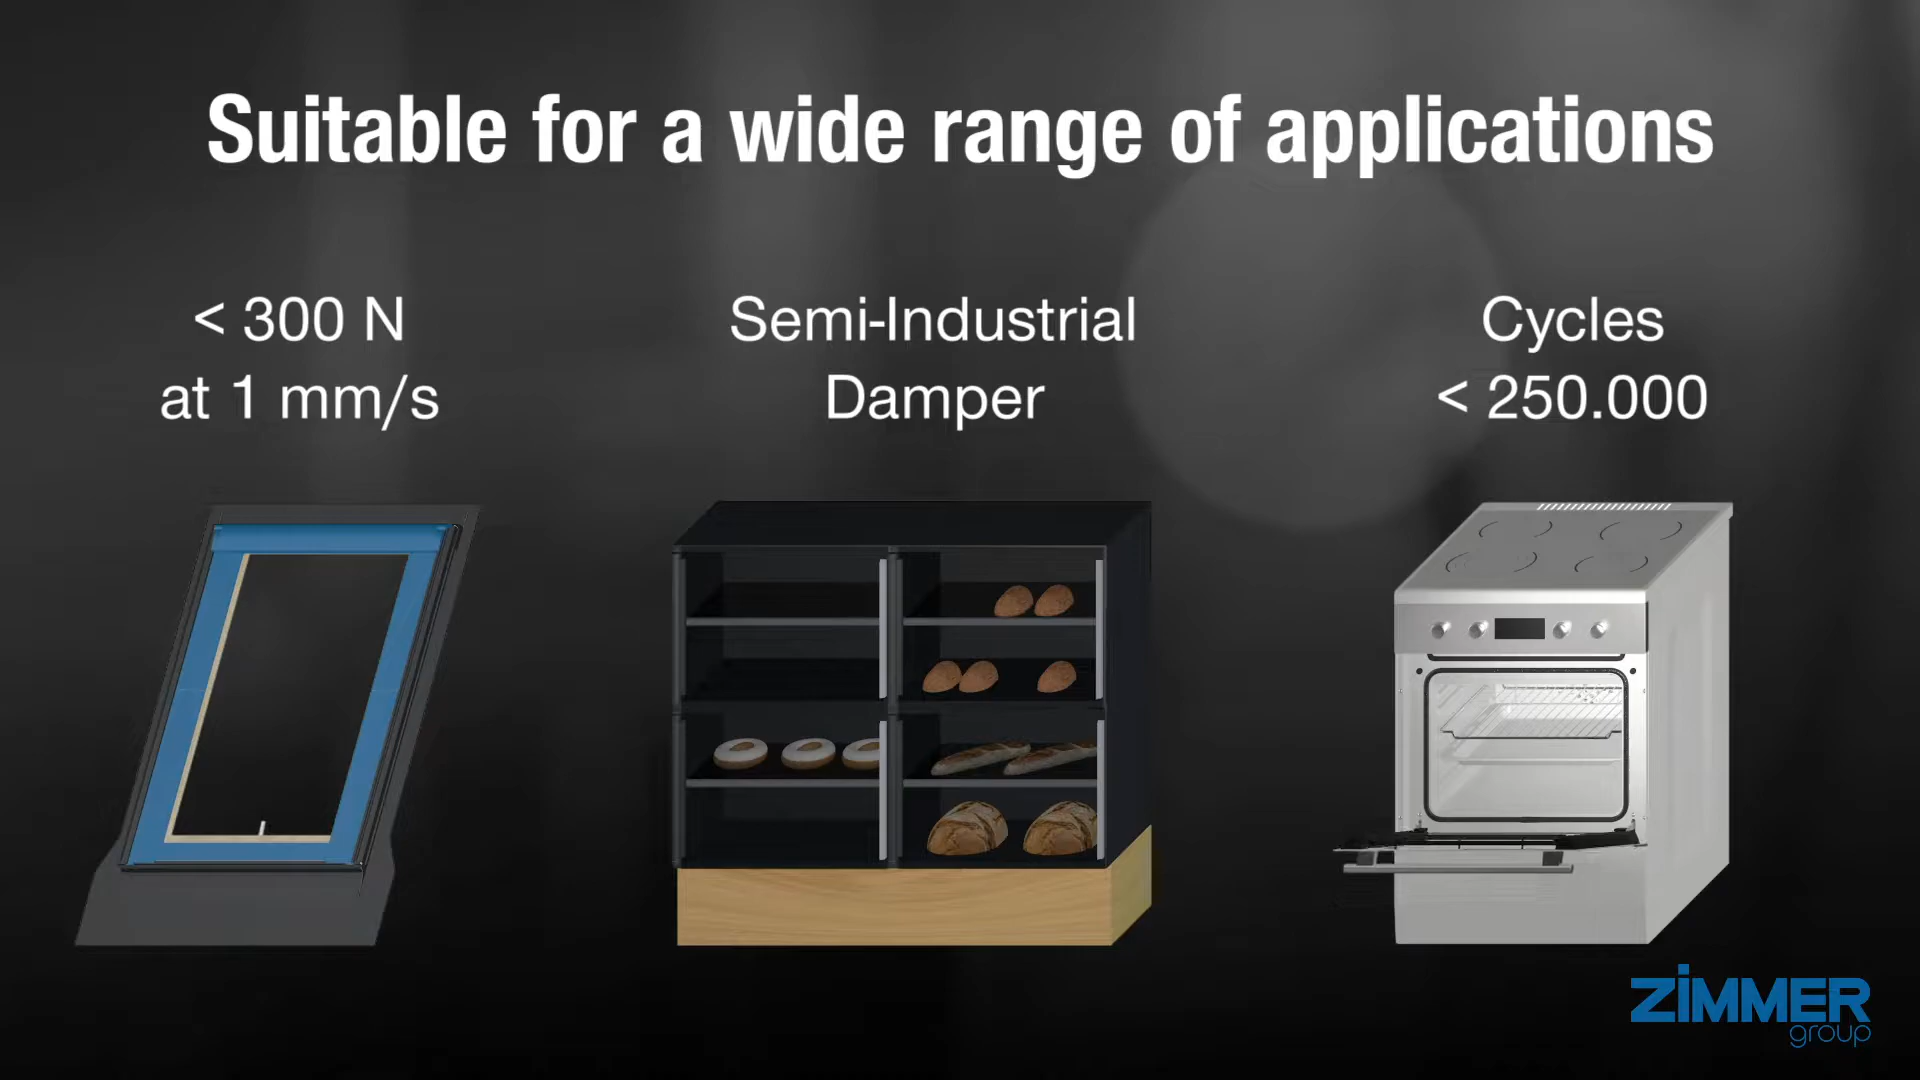 Suitable for a wide range of applications
< 300 N
at 1 mm/s
Semi-Industrial
Damper
Cycles
< 250.000
ZiMMER
group